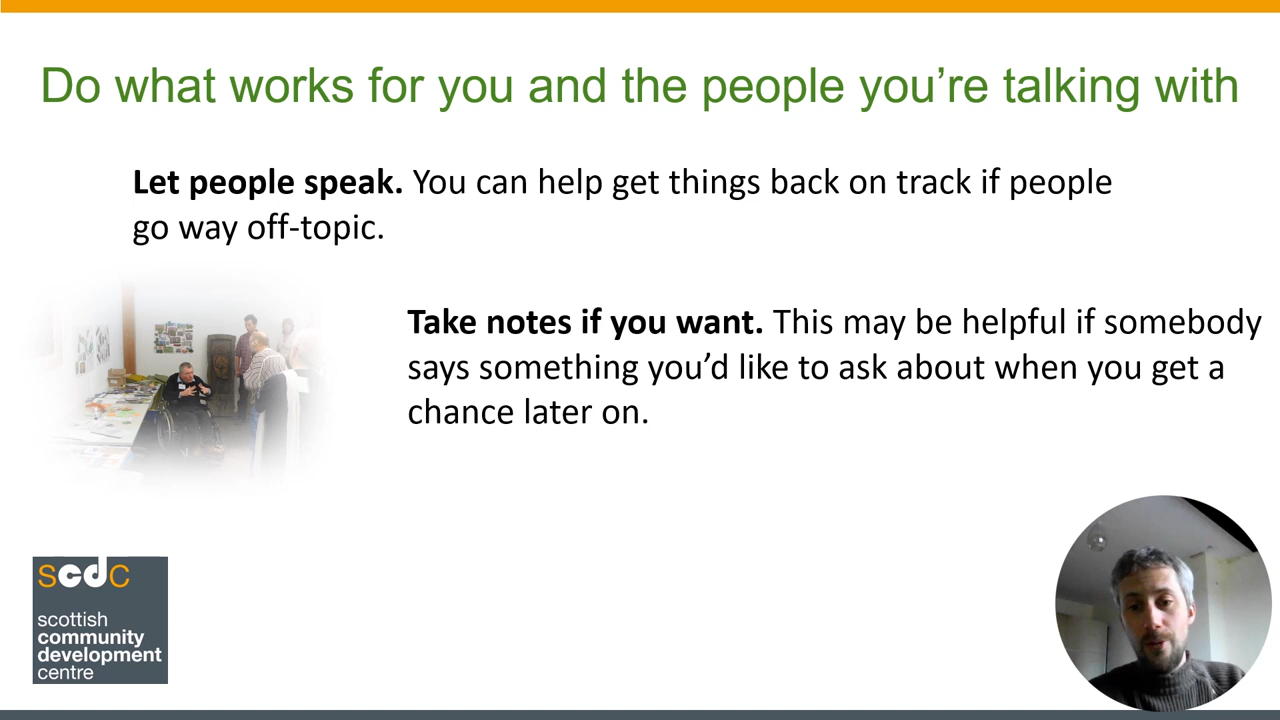 Do what works for you and the people you’re talking with
Let people speak. You can help get things back on track if people
go way off-topic.
Take notes if you want. This may be helpful if somebody
says something you’d like to ask about when you get a
chance later on.
scdc
scottish
community
development
centre